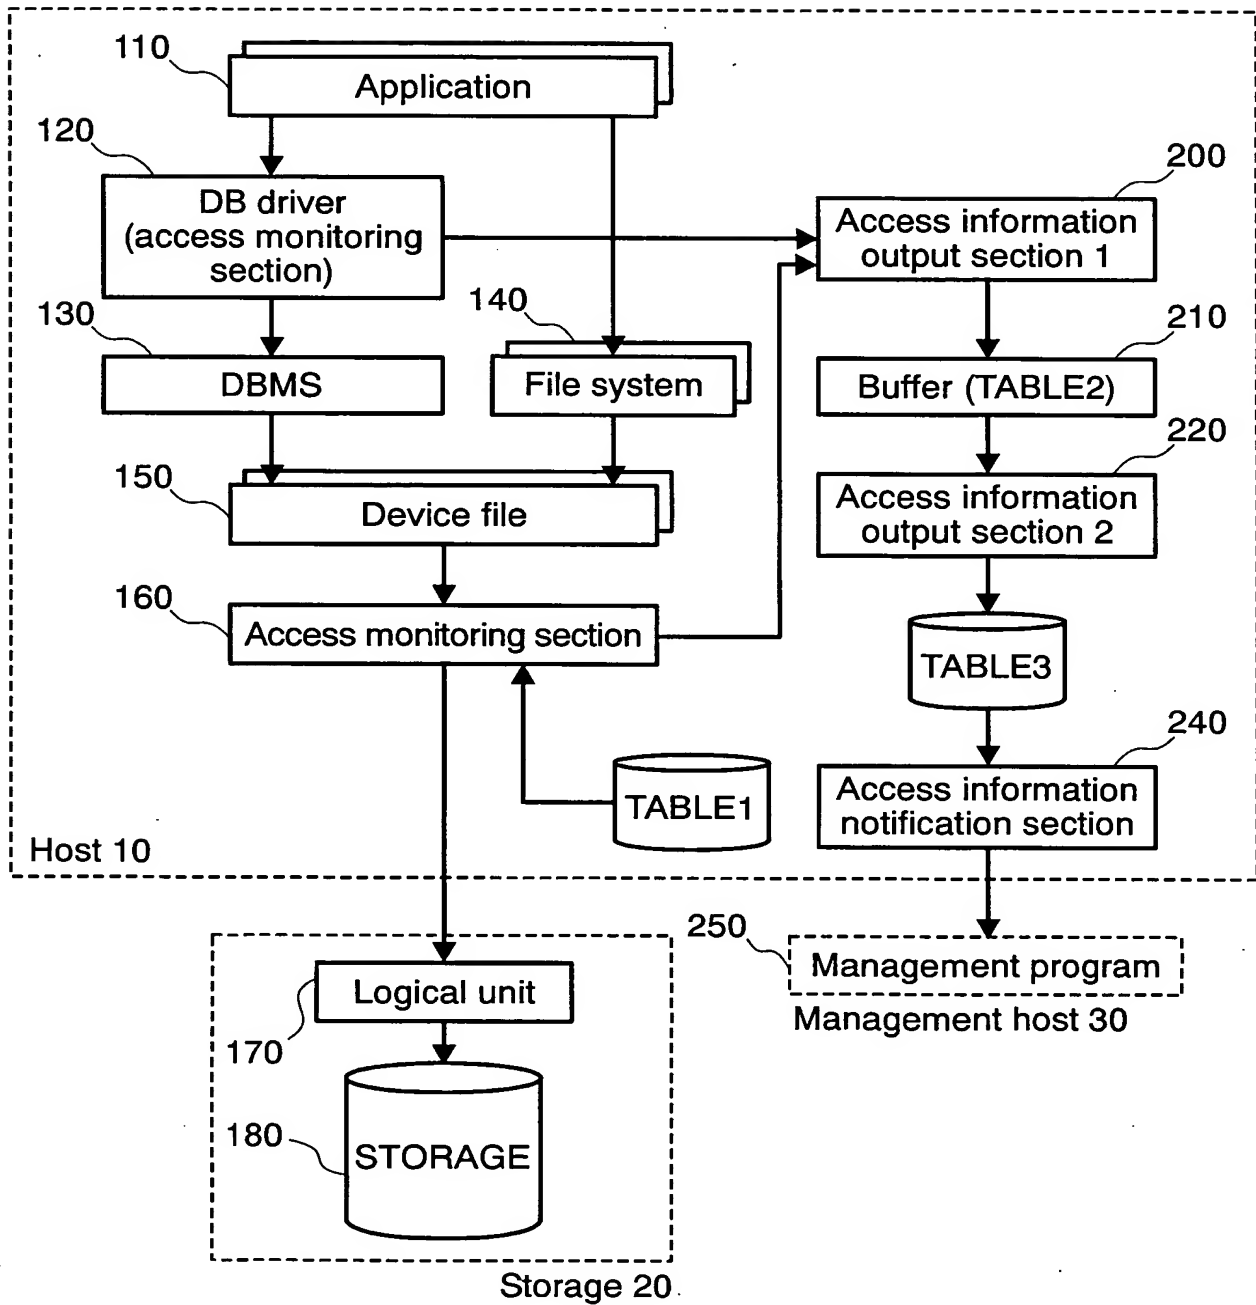 110
Application
120
DB driver
(access monitoring
section)
200
Access information
output section 1
130
DBMS
140
File system
210
Buffer (TABLE2)
150
Device file
220
Access information
output section 2
160
Access monitoring section
TABLE3
TABLE1
240
Access information
notification section
Host 10
250
Management program
Management host 30
Logical unit
170
180
STORAGE
Storage 20